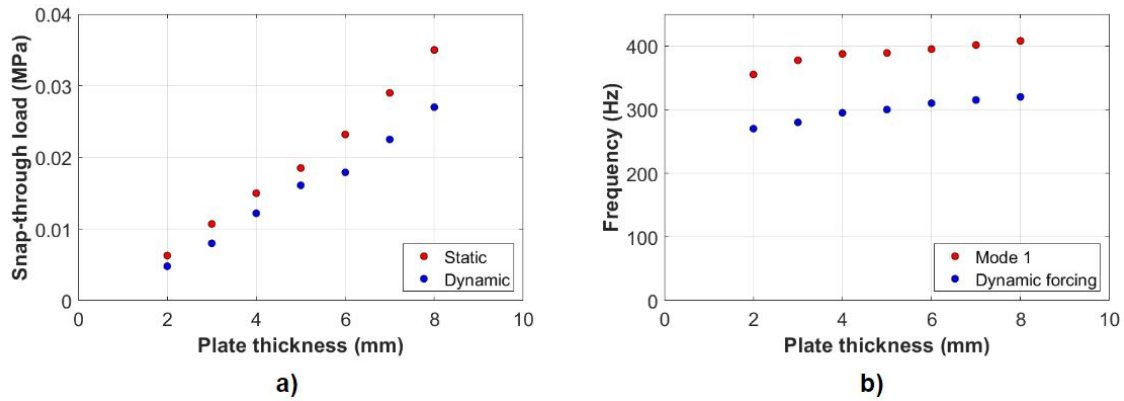 0.04
0.03
0.02
0.01
0
0 2 4 6 8 10
Snap-through load (MPa)
Plate thickness (mm)
Static
Dynamic
a)
400
300
200
100
0
0 2 4 6 8 10
Frequency (Hz)
Plate thickness (mm)
Mode 1
Dynamic forcing
b)